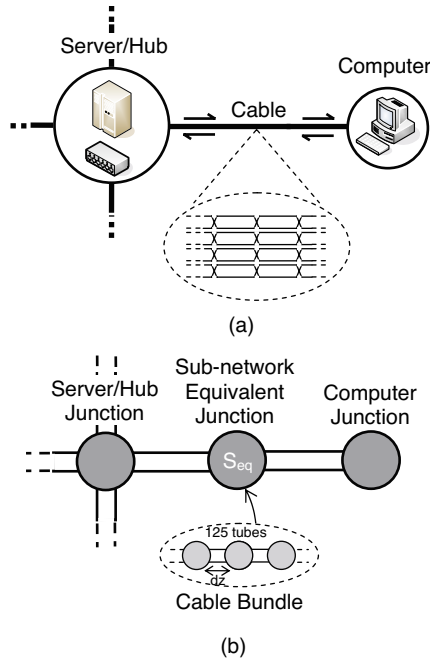 Server/Hub
Computer
Cable
(a)
Sub-network
Equivalent
Junction
Server/Hub
Junction
Computer
Junction
Seq
125 tubes
dz
Cable Bundle
(b)